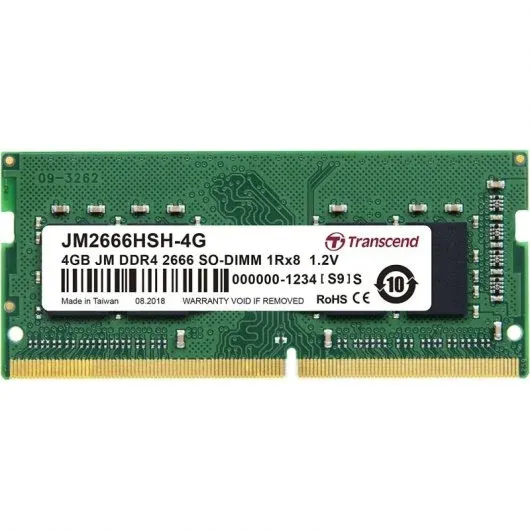 09-3262
JM2666HSH-4G
Transcend
4GB JM DDR4 2666 SO-DIMM 1Rx8 1.2V
000000-1234 [ S9 ] S
10
Made in Taiwan 08.2018 WARRANTY VOID IF REMOVED RoHS CE